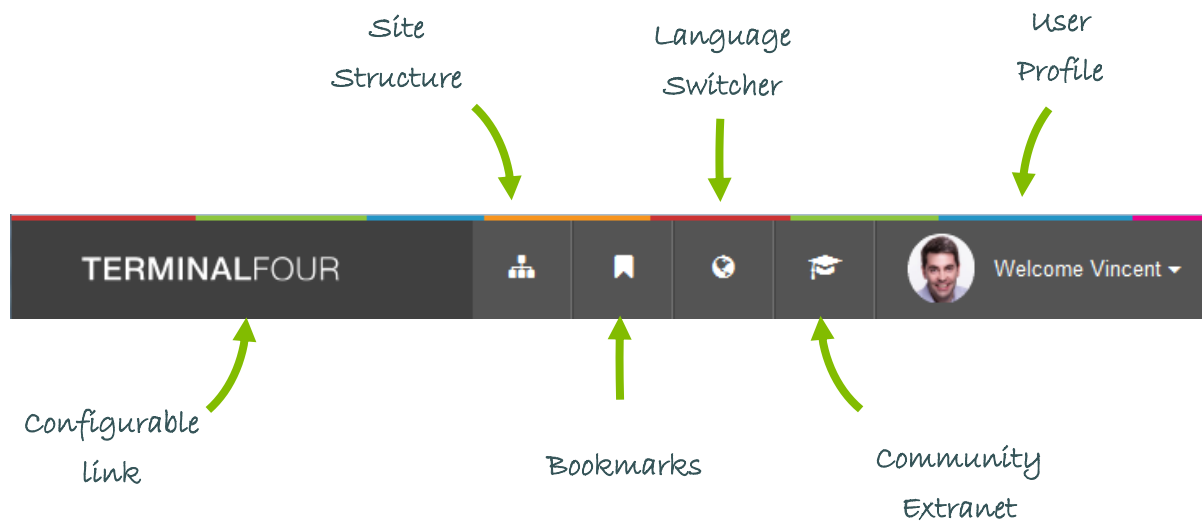 Site
Structure
Language
Switcher
User
Profile
TERMINALFOUR
Welcome Vincent
Configurable
link
Bookmarks
Community
Extranet